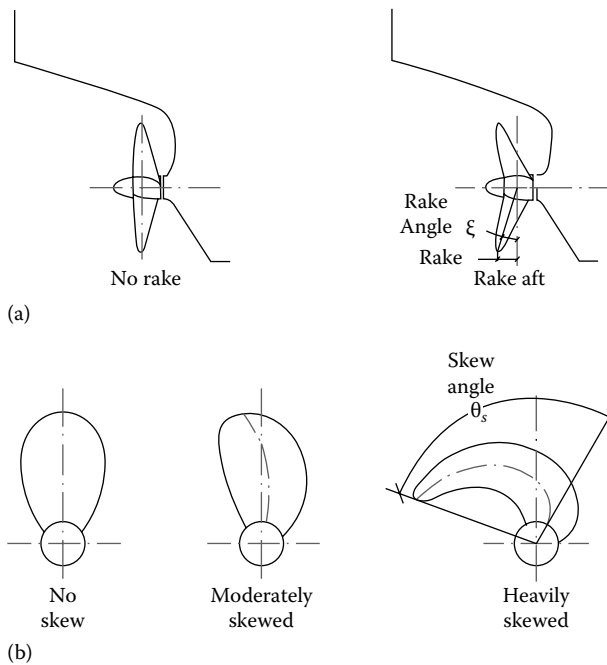 Rake
Angle ξ
Rake
No rake
Rake aft
(a)
Skew
angle
θs
No
skew
Moderately
skewed
Heavily
skewed
(b)